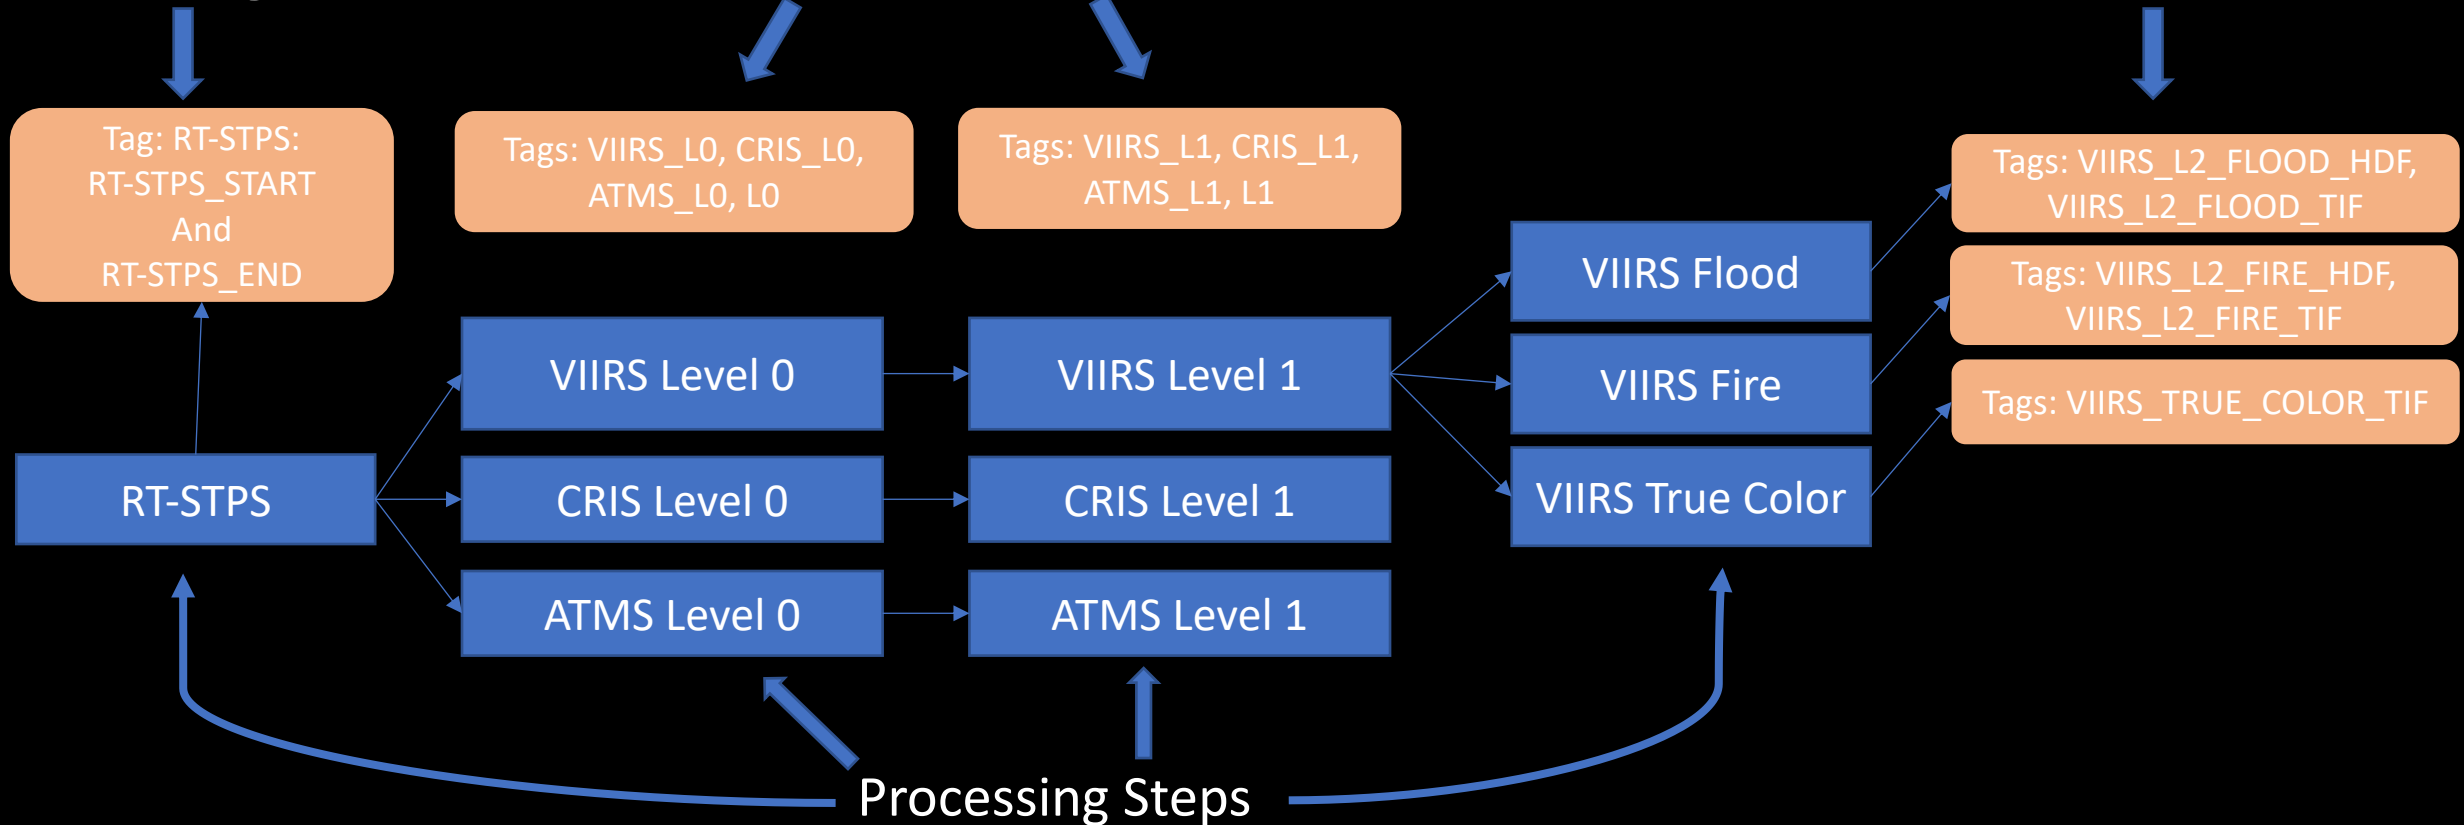 Tag: RT-STPS:
RT-STPS_START
And
RT-STPS_END
Tags: VIIRS_L0, CRIS_L0,
ATMS_L0, L0
Tags: VIIRS_L1, CRIS_L1,
ATMS_L1, L1
Tags: VIIRS_L2_FLOOD_HDF,
VIIRS_L2_FLOOD_TIF
Tags: VIIRS_L2_FIRE_HDF,
VIIRS_L2_FIRE_TIF
Tags: VIIRS_TRUE_COLOR_TIF
RT-STPS
VIIRS Level 0
CRIS Level 0
ATMS Level 0
VIIRS Level 1
CRIS Level 1
ATMS Level 1
VIIRS Flood
VIIRS Fire
VIIRS True Color
Processing Steps